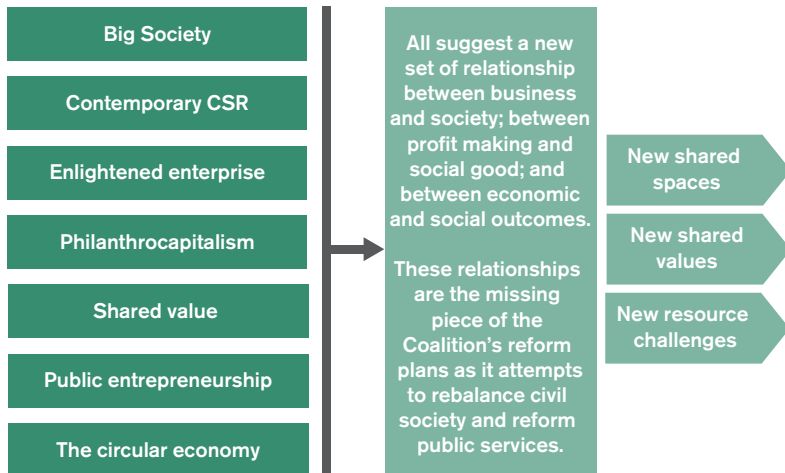 Big Society
Contemporary CSR
Enlightened enterprise
Philanthrocapitalism
Shared value
Public entrepreneurship
The circular economy
All suggest a new
set of relationship
between business
and society; between
profit making and
social good; and
between economic
and social outcomes.
These relationships
are the missing
piece of the
Coalition's reform
plans as it attempts
to rebalance civil
society and reform
public services.
New shared
spaces
New shared
values
New resource
challenges